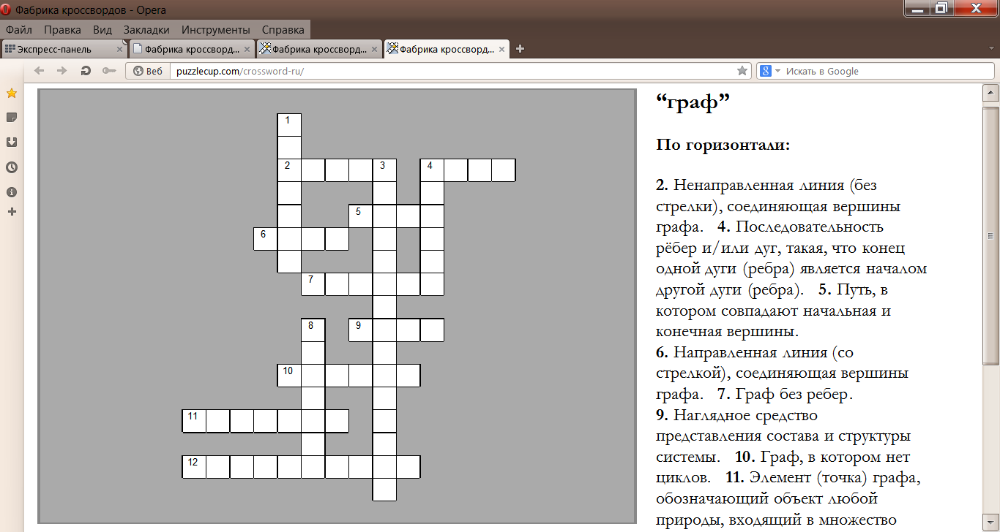 Фабрика кроссвордов - Opera
Файл Правка Вид Закладки Инструменты Справка
Экспресс-панель Фабрика кроссворд... Фабрика кроссворд... Фабрика кроссворд...
Веб puzzlecup.com/crossword-ru/ Искать в Google
1
2 3 4
5
6
7
8 9
10
11
12
“граф”
По горизонтали:
2. Ненаправленная линия (без
стрелки), соединяющая вершины
графа. 4. Последовательность
рёбер и/или дуг, такая, что конец
одной дуги (ребра) является началом
другой дуги (ребра). 5. Путь, в
котором совпадают начальная и
конечная вершины.
6. Направленная линия (со
стрелкой), соединяющая вершины
графа. 7. Граф без ребер.
9. Наглядное средство
представления состава и структуры
системы. 10. Граф, в котором нет
циклов. 11. Элемент (точка) графа,
обозначающий объект любой
природы, входящий в множество